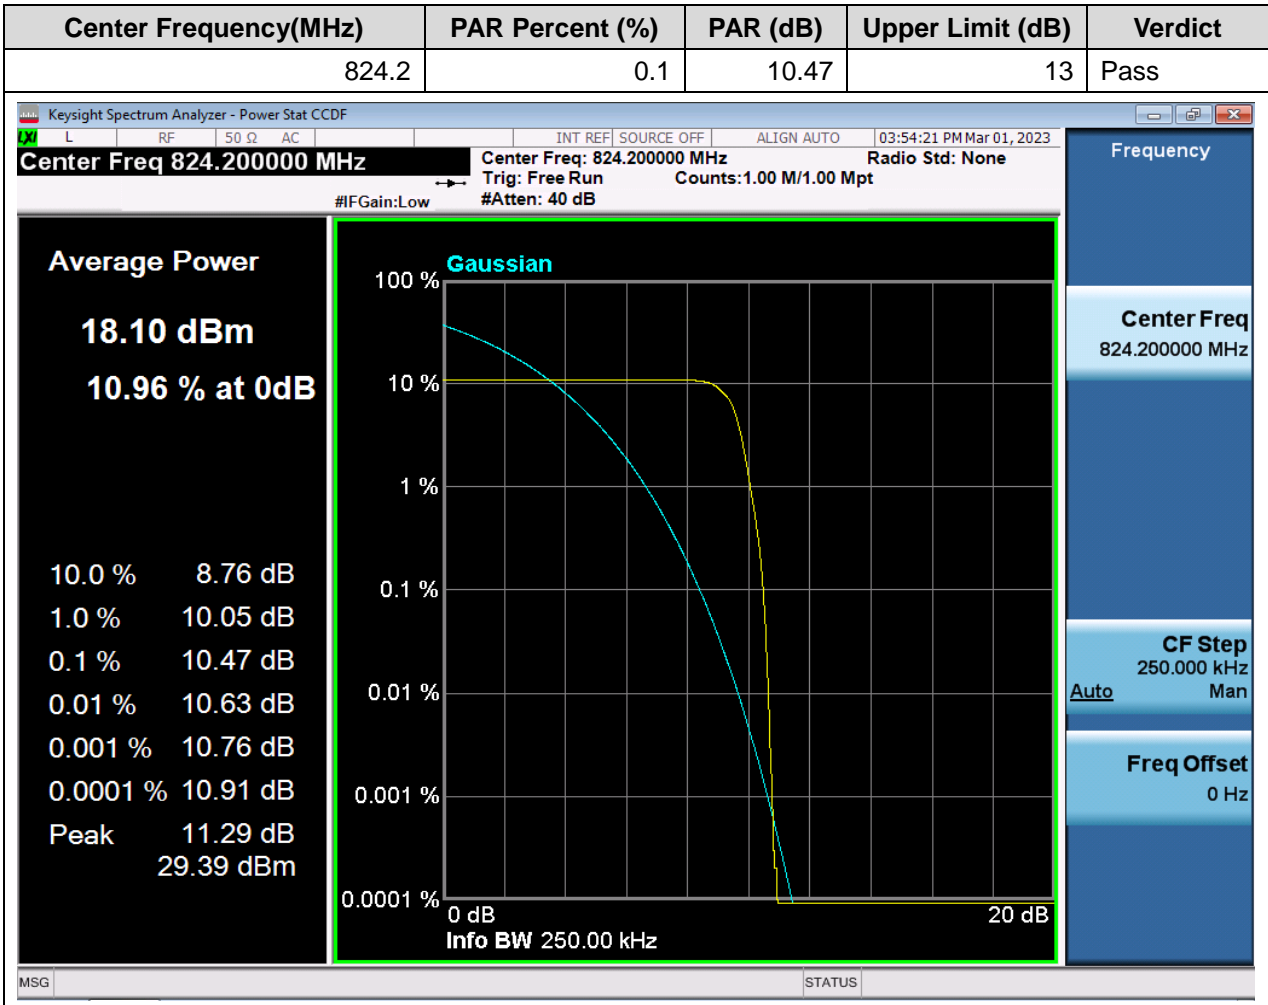 Center Frequency(MHz) PAR Percent (%) PAR (dB) Upper Limit (dB) Verdict
824.2 0.1 10.47 13 Pass
Keysight Spectrum Analyzer - Power Stat CCDF
LXI L RF 50 Ω AC INT REF SOURCE OFF ALIGN AUTO 03:54:21 PM Mar 01, 2023
Center Freq 824.200000 MHz
Center Freq: 824.200000 MHz Radio Std: None
Trig: Free Run Counts:1.00 M/1.00 Mpt
#IFGain:Low #Atten: 40 dB
Frequency
Average Power
18.10 dBm
10.96 % at 0dB
10.0 % 8.76 dB
1.0 % 10.05 dB
0.1 % 10.47 dB
0.01 % 10.63 dB
0.001 % 10.76 dB
0.0001 % 10.91 dB
Peak 11.29 dB
29.39 dBm
Gaussian
100 %
10 %
1 %
0.1 %
0.01 %
0.001 %
0.0001 %
0 dB 20 dB
Info BW 250.00 kHz
Center Freq
824.200000 MHz
CF Step
250.000 kHz
Auto Man
Freq Offset
0 Hz
MSG STATUS